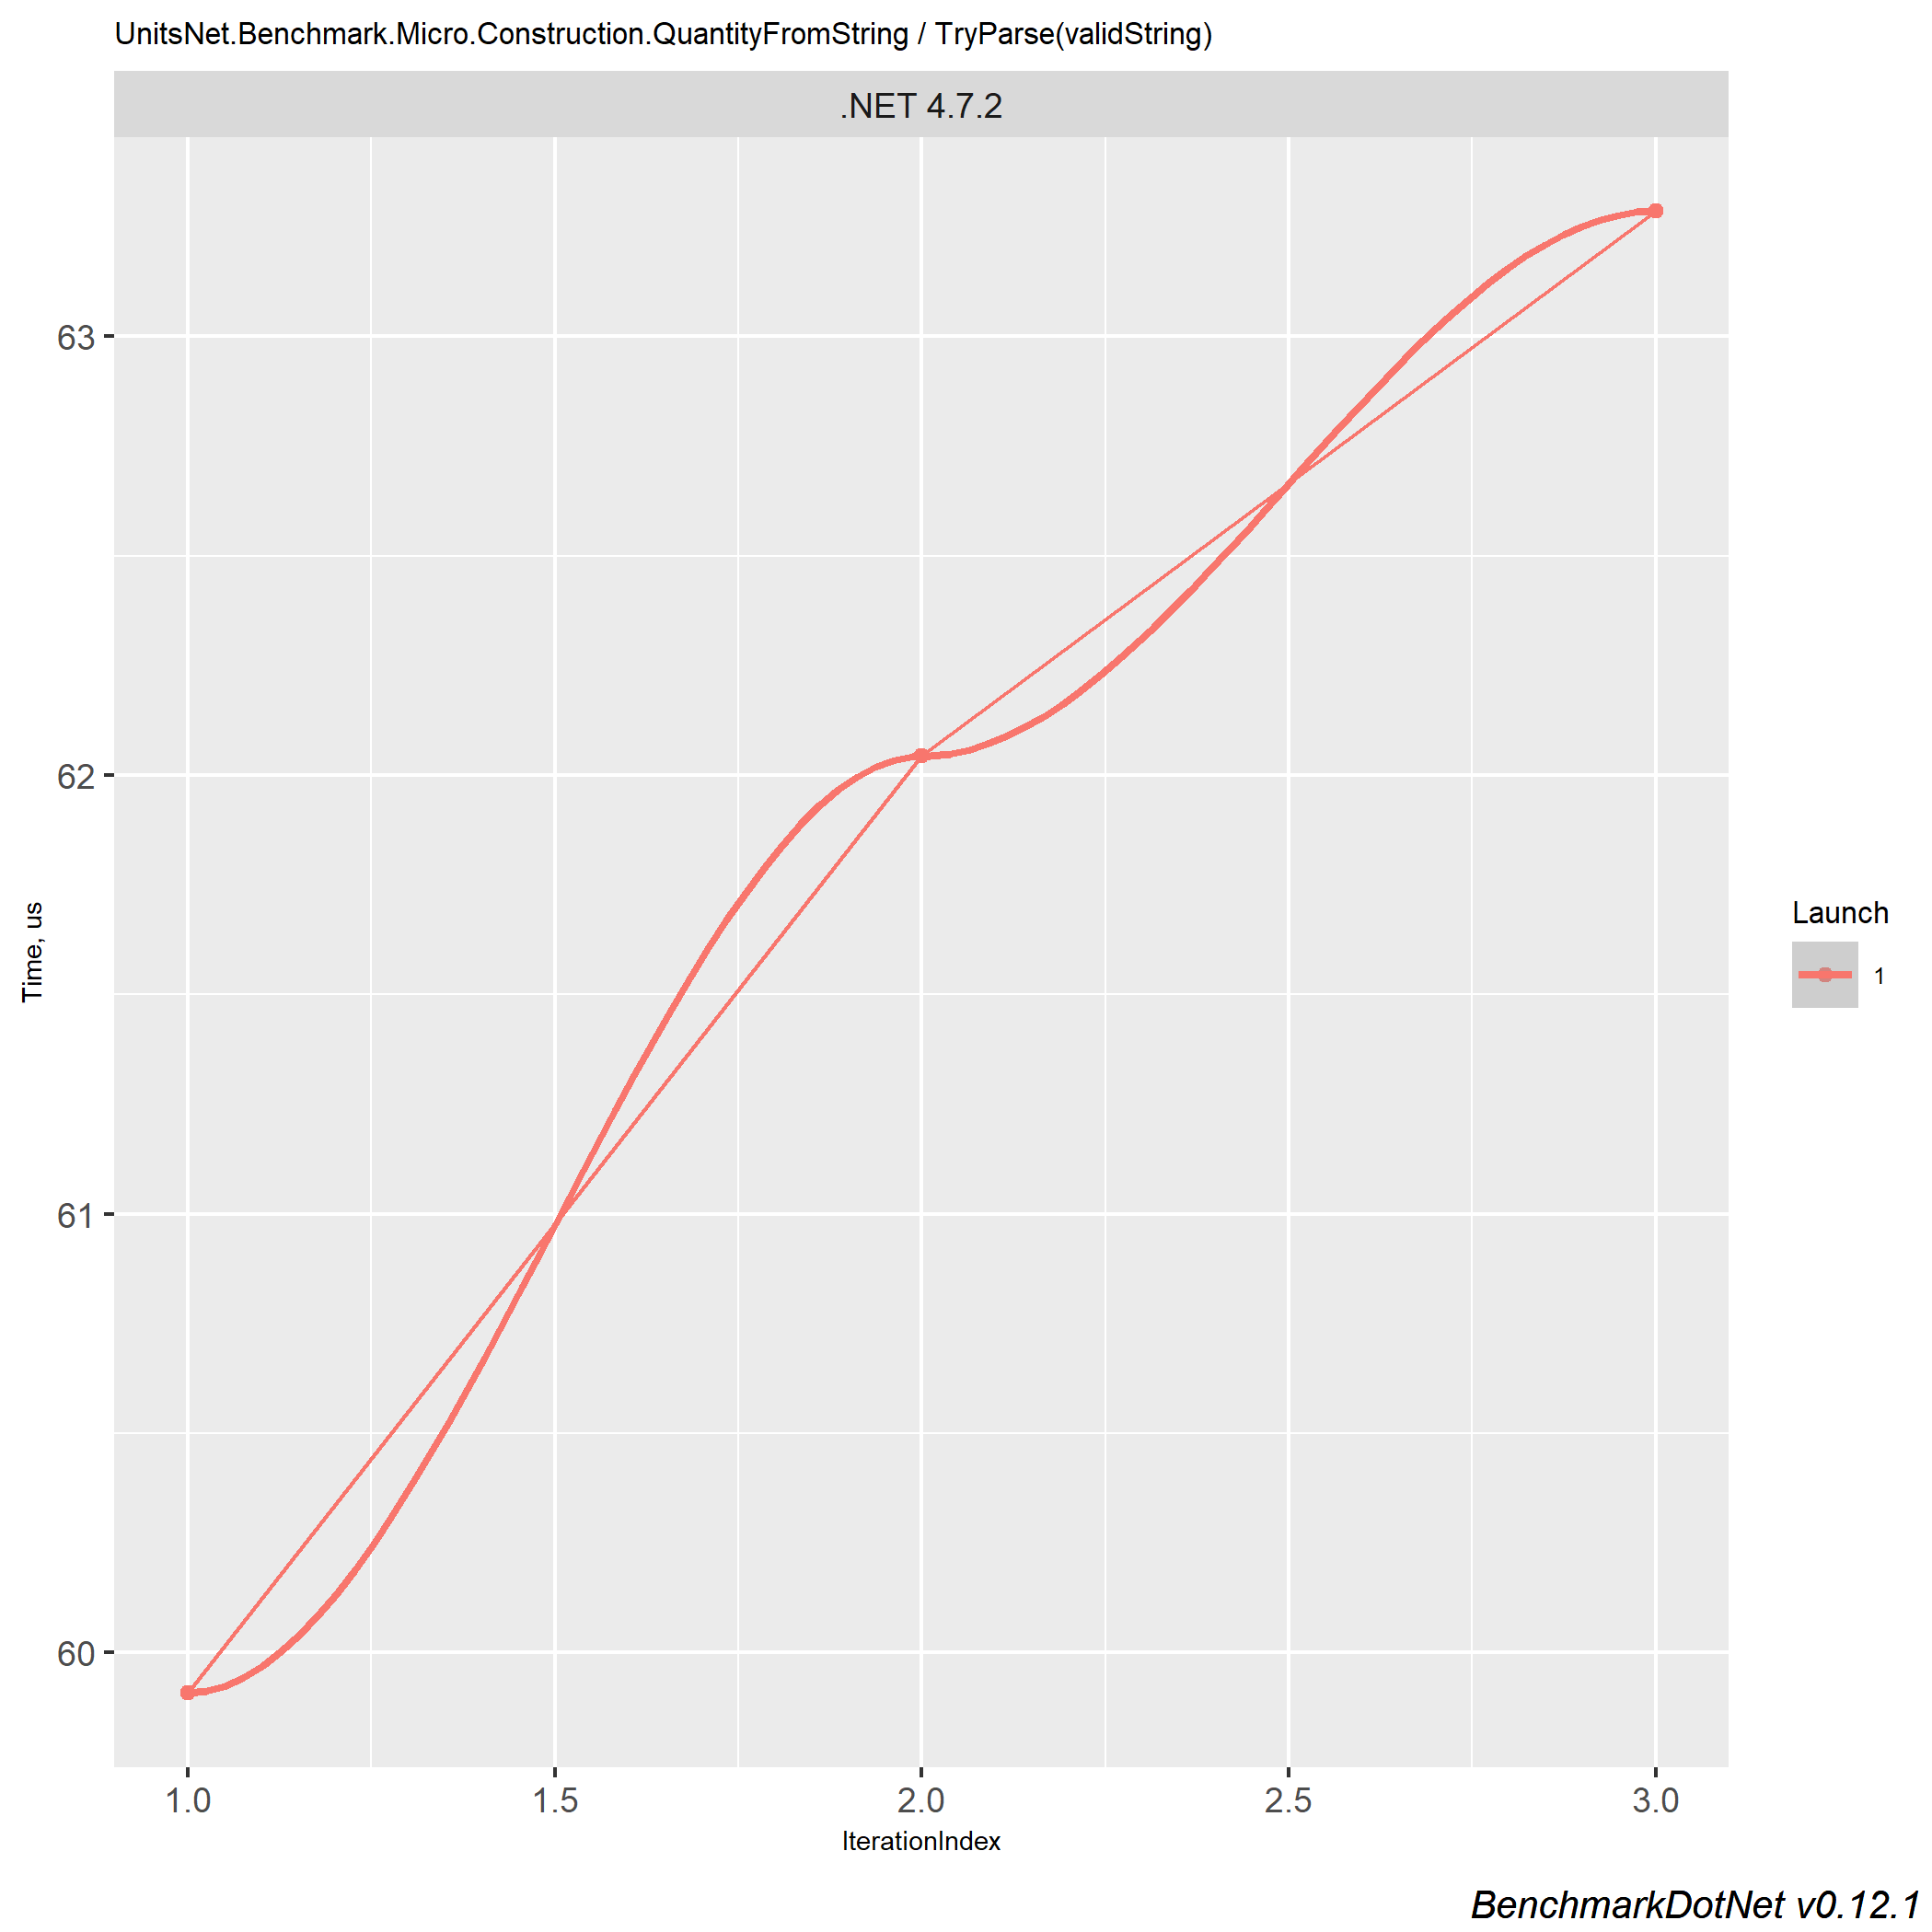 UnitsNet.Benchmark.Micro.Construction.QuantityFromString / TryParse(validString)
.NET 4.7.2
63
62
61
60
Time, us
1.0 1.5 2.0 2.5 3.0
IterationIndex
Launch
1
BenchmarkDotNet v0.12.1